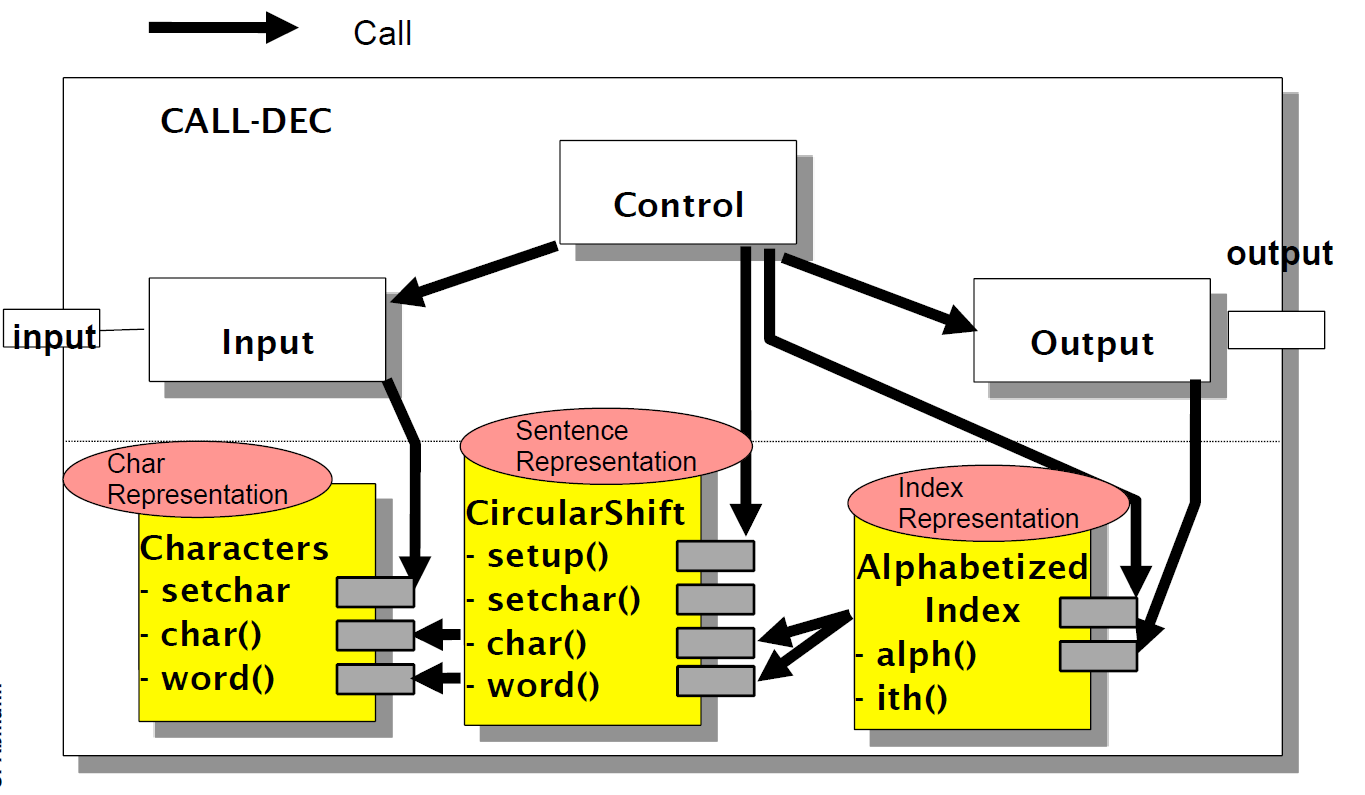 Call
CALL-DEC
Control
output
input
Input
Output
Char
Representation
Characters
- setchar
- char()
- word()
Sentence
Representation
CircularShift
- setup()
- setchar()
- char()
- word()
Index
Representation
Alphabetized
Index
- alph()
- ith()